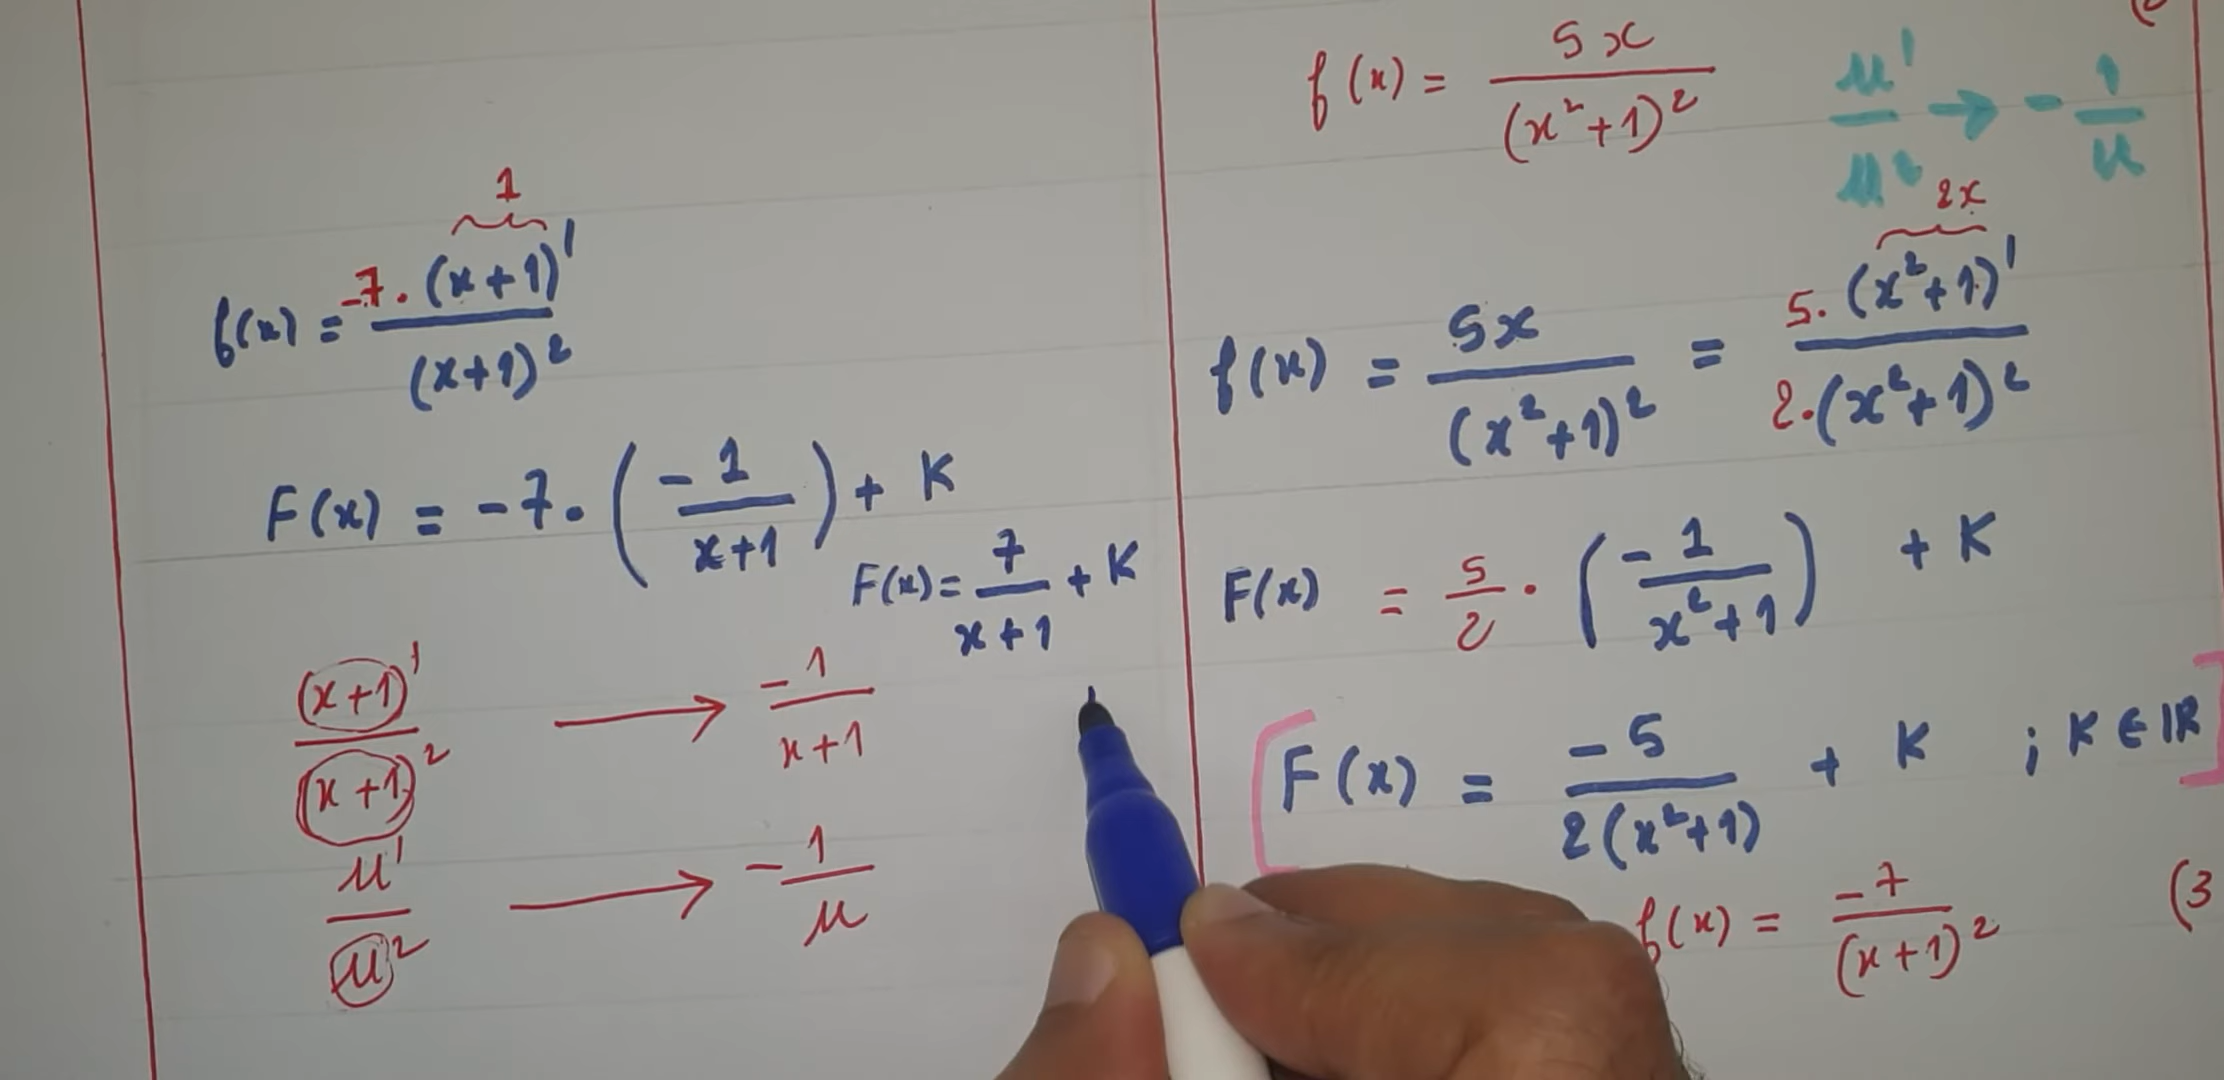 f(x) = 5x / (x²+1)²
u' / u² → - 1 / u
2x
f(x) = 5x / (x²+1)² = 5·(x²+1)' / 2·(x²+1)²
F(x) = 5/2 · (-1 / x²+1) + K
F(x) = -5 / 2(x²+1) + K ; K ∈ IR
f(x) = -7 / (x+1)² (3
1
f(x) = -7·(x+1)' / (x+1)²
F(x) = -7·(-1 / x+1) + K
F(x) = 7 / x+1 + K
(x+1)' / (x+1)² → -1 / x+1
u' / u² → - 1 / u